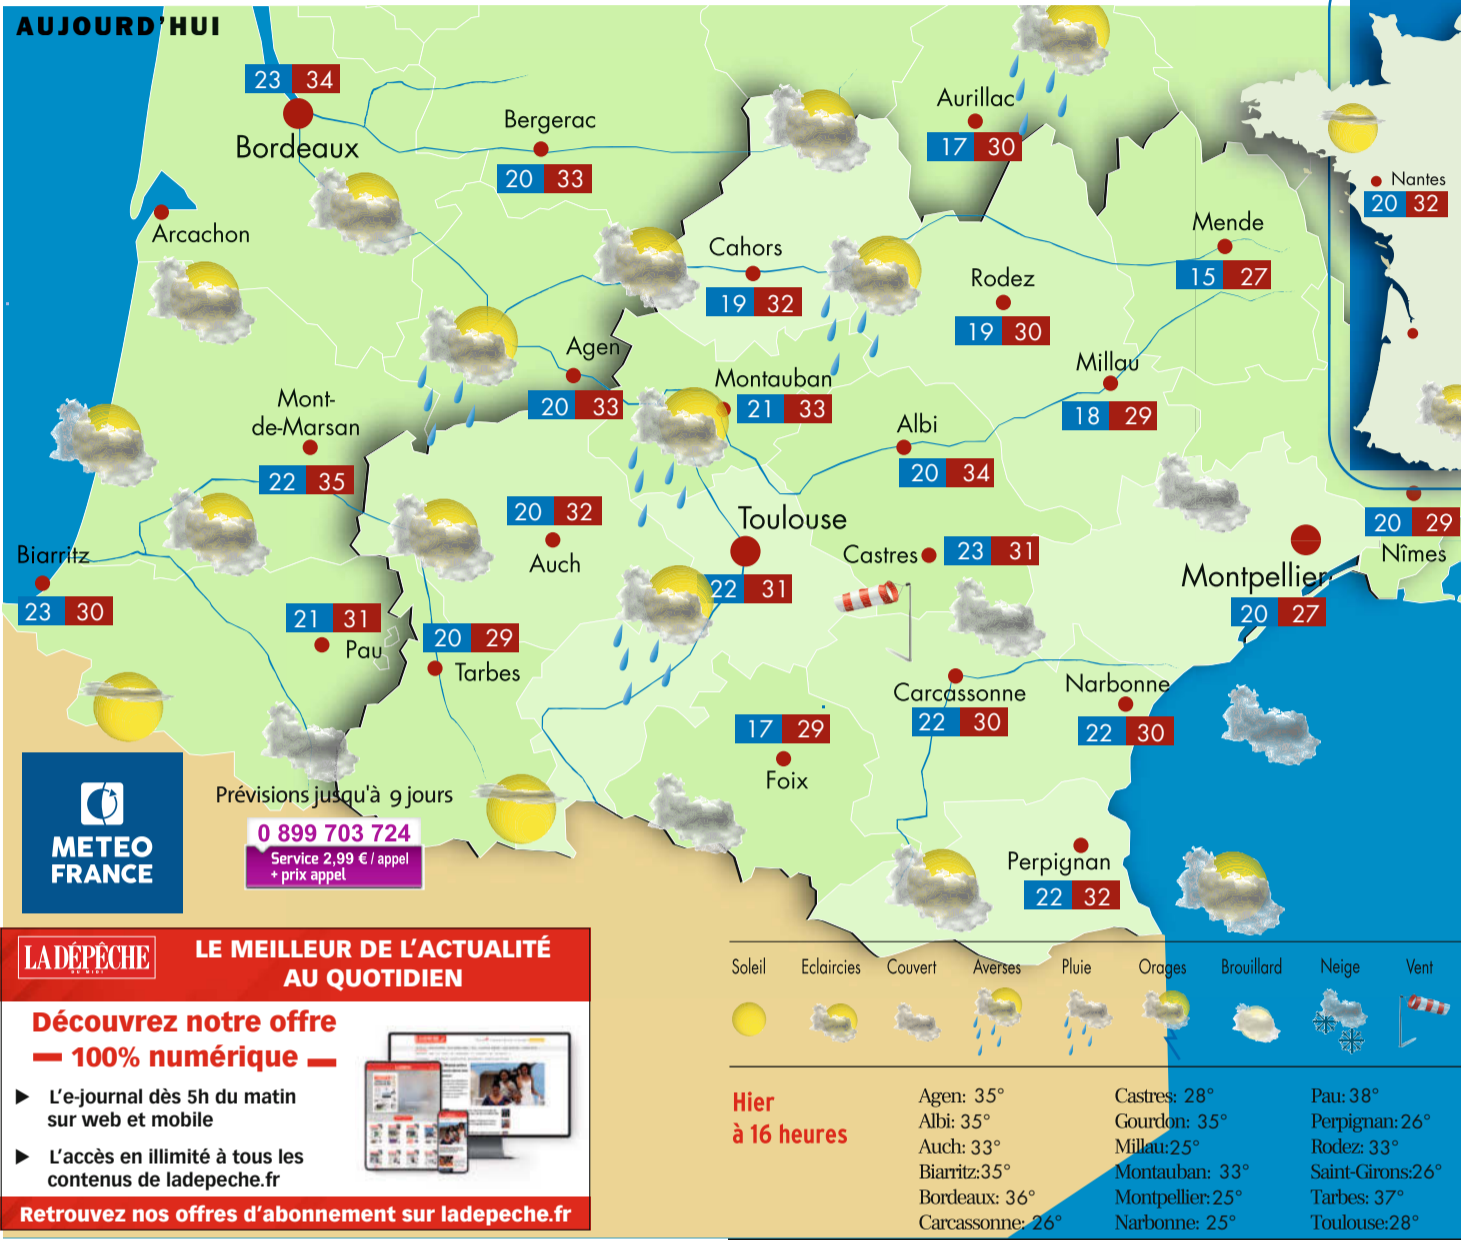 AUJOURD'HUI
23 34
Bordeaux
Bergerac
20 33
Aurillac
17 30
Nantes
20 32
Arcachon
Cahors
19 32
Rodez
19 30
Mende
15 27
Agen
20 33
Montauban
21 33
Millau
18 29
Mont-
de-Marsan
22 35
Albi
20 34
20 32
Auch
Toulouse
22 31
Castres
23 31
20 29
Nîmes
Montpellier
20 27
Biarritz
23 30
21 31
Pau
20 29
Tarbes
Carcassonne
22 30
Narbonne
22 30
17 29
Foix
Perpignan
22 32
METEO
FRANCE
Prévisions jusqu'à 9 jours
0 899 703 724
Service 2,99 € / appel
+ prix appel
LA DÉPÊCHE
DU MIDI
LE MEILLEUR DE L'ACTUALITÉ
AU QUOTIDIEN
Découvrez notre offre
100% numérique
► L'e-journal dès 5h du matin
sur web et mobile
► L'accès en illimité à tous les
contenus de ladepeche.fr
Retrouvez nos offres d'abonnement sur ladepeche.fr
Soleil Eclaircies Couvert Averses Pluie Orages Brouillard Neige Vent
Hier
à 16 heures
Agen: 35°
Albi: 35°
Auch: 33°
Biarritz:35°
Bordeaux: 36°
Carcassonne: 26°
Castres: 28°
Gourdon: 35°
Millau:25°
Montauban: 33°
Montpellier:25°
Narbonne: 25°
Pau: 38°
Perpignan:26°
Rodez: 33°
Saint-Girons:26°
Tarbes: 37°
Toulouse:28°